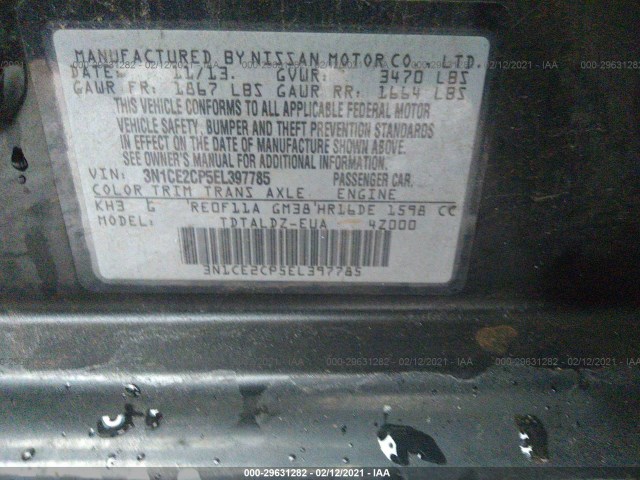 MANUFACTURED BY NISSAN MOTOR CO., LTD.
DATE: 11/13. GVWR: 3470 LBS
GAWR FR: 1867 LBS GAWR RR: 1664 LBS
THIS VEHICLE CONFORMS TO ALL APPLICABLE FEDERAL MOTOR
VEHICLE SAFETY, BUMPER AND THEFT PREVENTION STANDARDS
IN EFFECT ON THE DATE OF MANUFACTURE SHOWN ABOVE.
SEE OWNER'S MANUAL FOR ADDITIONAL INFORMATION.
VIN: 3N1CE2CP5EL397785 PASSENGER CAR.
COLOR TRIM TRANS AXLE ENGINE
KH3 G RE0F11A GM38 HR16DE 1598 CC
MODEL: TDTALDZ-EUA 4Z000
3N1CE2CP5EL397785
000-29631282 - 02/12/2021 - IAA